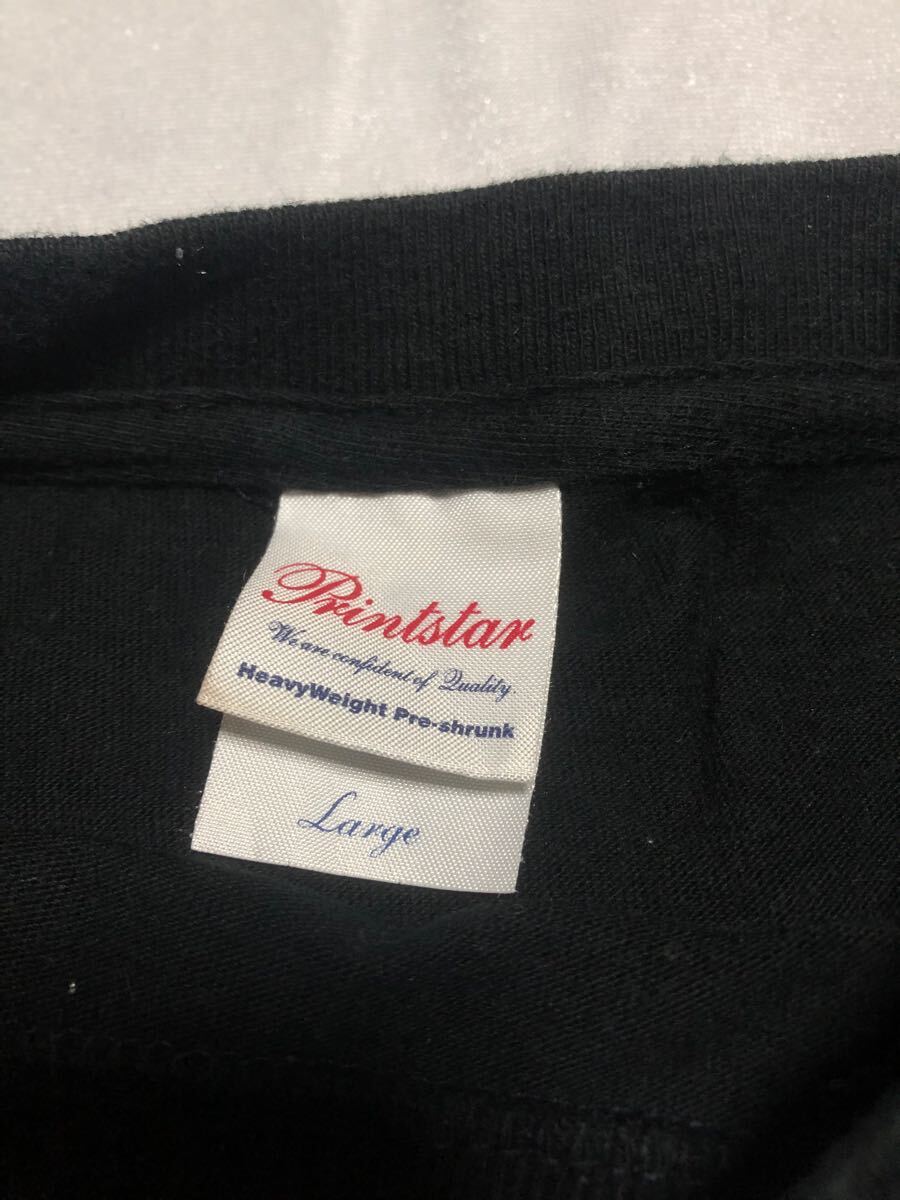 Printstar
We are confident of Quality
HeavyWeight Pre-shrunk
Large